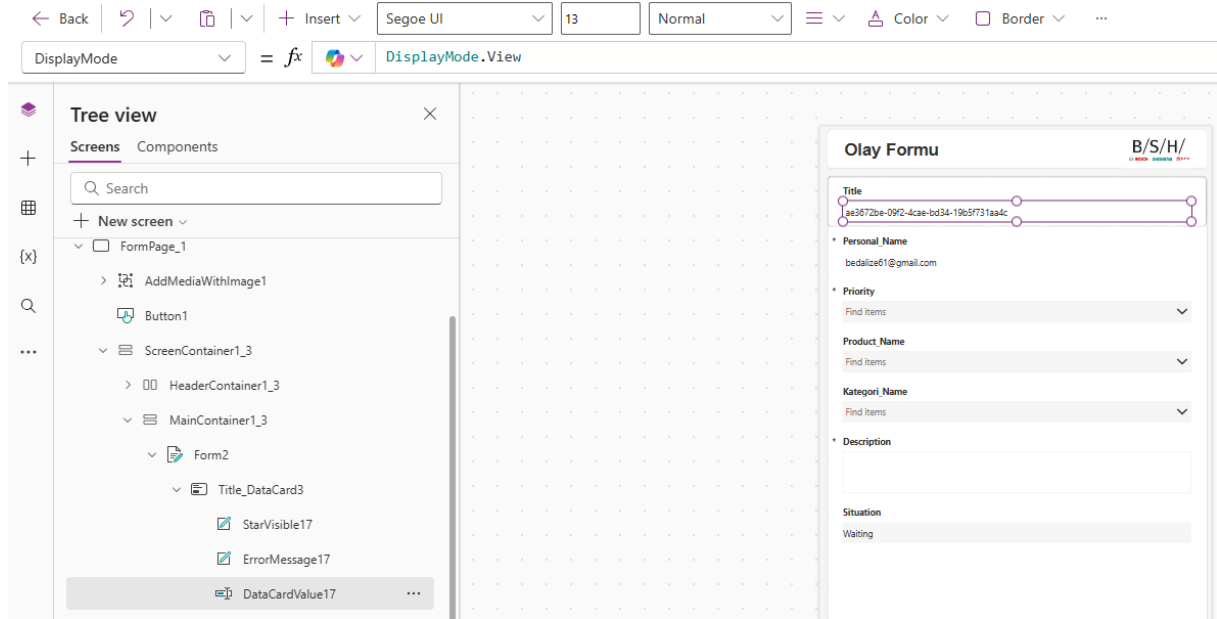 Back
Insert
Segoe UI
13
Normal
Color
Border
DisplayMode
= fx
DisplayMode.View
Tree view
Screens Components
Search
New screen
FormPage_1
AddMediaWithImage1
Button1
ScreenContainer1_3
HeaderContainer1_3
MainContainer1_3
Form2
Title_DataCard3
StarVisible17
ErrorMessage17
DataCardValue17
Olay Formu
B/S/H/
BOSCH SIEMENS
Title
ae3672be-09f2-4cae-bd34-19b5f731aa4c
* Personal_Name
bedalize61@gmail.com
* Priority
Find items
Product_Name
Find items
Kategori_Name
Find items
* Description
Situation
Waiting